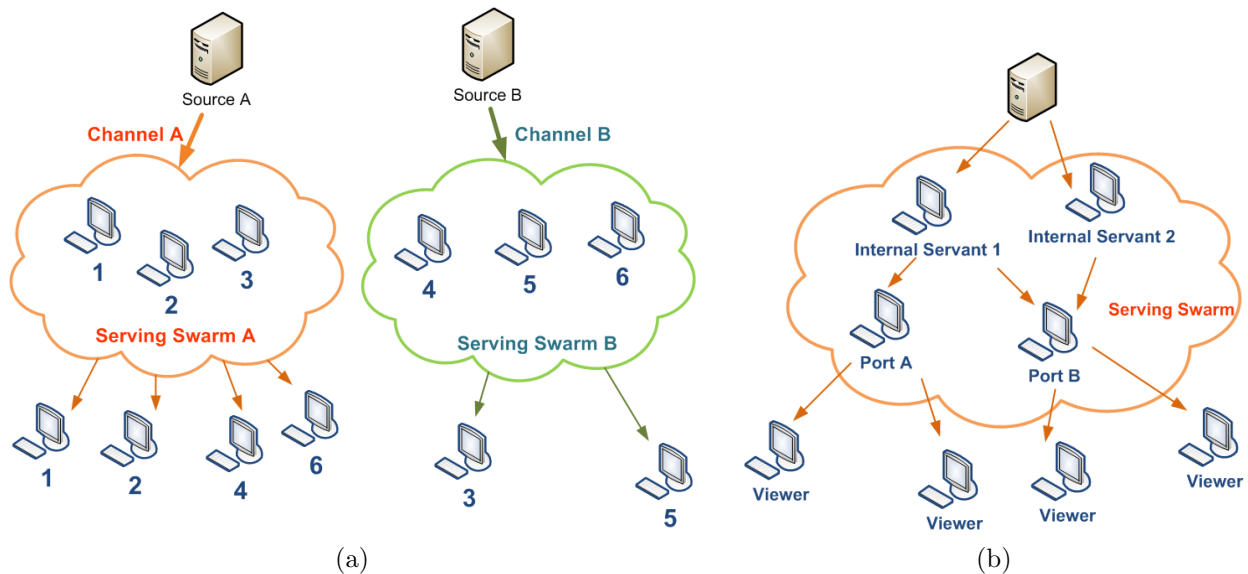 Source A
Source B
Channel A
Channel B
1
2
3
4
5
6
Serving Swarm A
Serving Swarm B
1
2
4
6
3
5
(a)
Internal Servant 1
Internal Servant 2
Serving Swarm
Port A
Port B
Viewer
Viewer
Viewer
Viewer
(b)